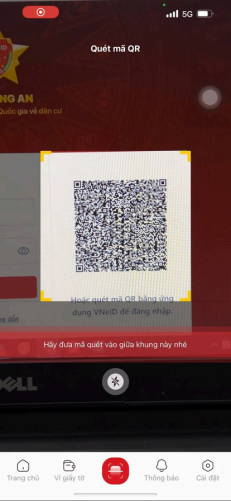 5G
Quét mã QR
NG AN
Quốc gia về dân cư
Hoặc quét mã QR bằng ứng
dụng VNeID để đăng nhập.
Hãy đưa mã quét vào giữa khung này nhé
DELL
Trang chủ
Ví giấy tờ
Thông báo
Cài đặt